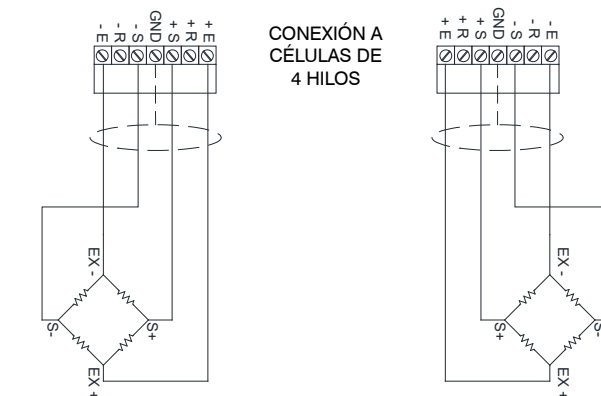 - E
- R
- S
GND
+ S
+ R
+ E
CONEXIÓN A
CÉLULAS DE
4 HILOS
+ E
+ R
+ S
GND
- S
- R
- E
EX -
S-
S+
EX +
EX -
S+
S-
EX +